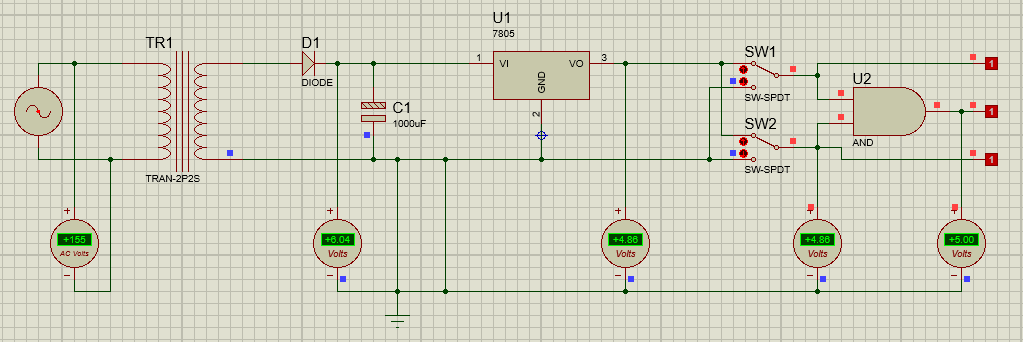 U1
7805
TR1
D1
SW1
1
VI
VO
3
1
DIODE
GND
U2
C1
SW-SPDT
1000uF
2
SW2
1
AND
1
SW-SPDT
TRAN-2P2S
+
+
+
+
+155
+6.04
+4.86
+4.86
+5.00
AC Volts
Volts
Volts
Volts
Volts